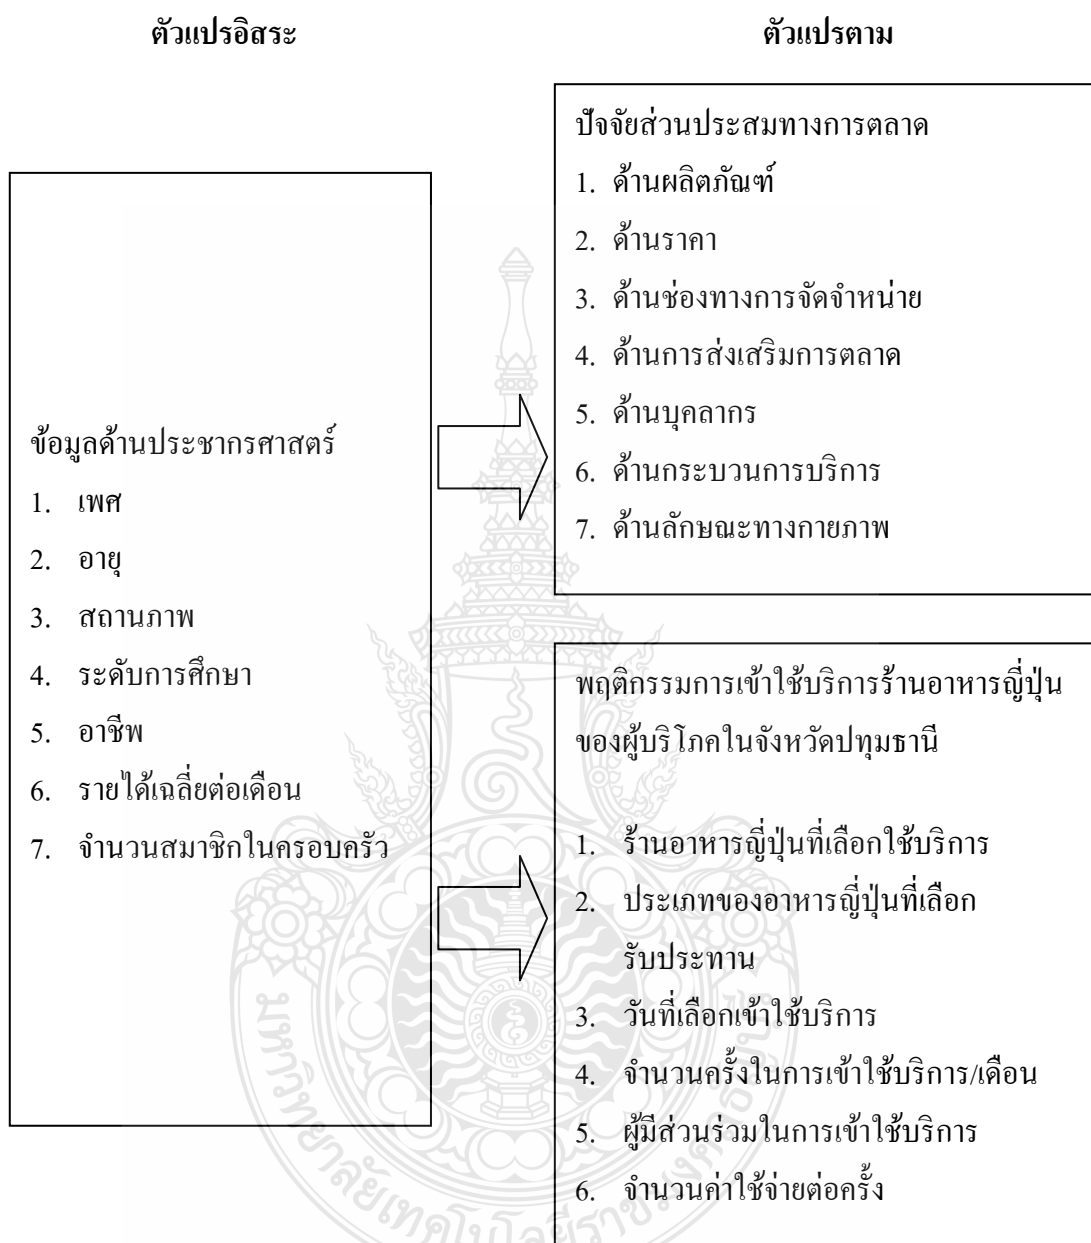 ตัวแปรอิสระ
ตัวแปรตาม
ข้อมูลด้านประชากรศาสตร์
1. เพศ
2. อายุ
3. สถานภาพ
4. ระดับการศึกษา
5. อาชีพ
6. รายได้เฉลี่ยต่อเดือน
7. จำนวนสมาชิกในครอบครัว
ปัจจัยส่วนประสมทางการตลาด
1. ด้านผลิตภัณฑ์
2. ด้านราคา
3. ด้านช่องทางการจัดจำหน่าย
4. ด้านการส่งเสริมการตลาด
5. ด้านบุคลากร
6. ด้านกระบวนการบริการ
7. ด้านลักษณะทางกายภาพ
พฤติกรรมการเข้าใช้บริการร้านอาหารญี่ปุ่น
ของผู้บริโภคในจังหวัดปทุมธานี
1. ร้านอาหารญี่ปุ่นที่เลือกใช้บริการ
2. ประเภทของอาหารญี่ปุ่นที่เลือก
รับประทาน
3. วันที่เลือกเข้าใช้บริการ
4. จำนวนครั้งในการเข้าใช้บริการ/เดือน
5. ผู้มีส่วนร่วมในการเข้าใช้บริการ
6. จำนวนค่าใช้จ่ายต่อครั้ง